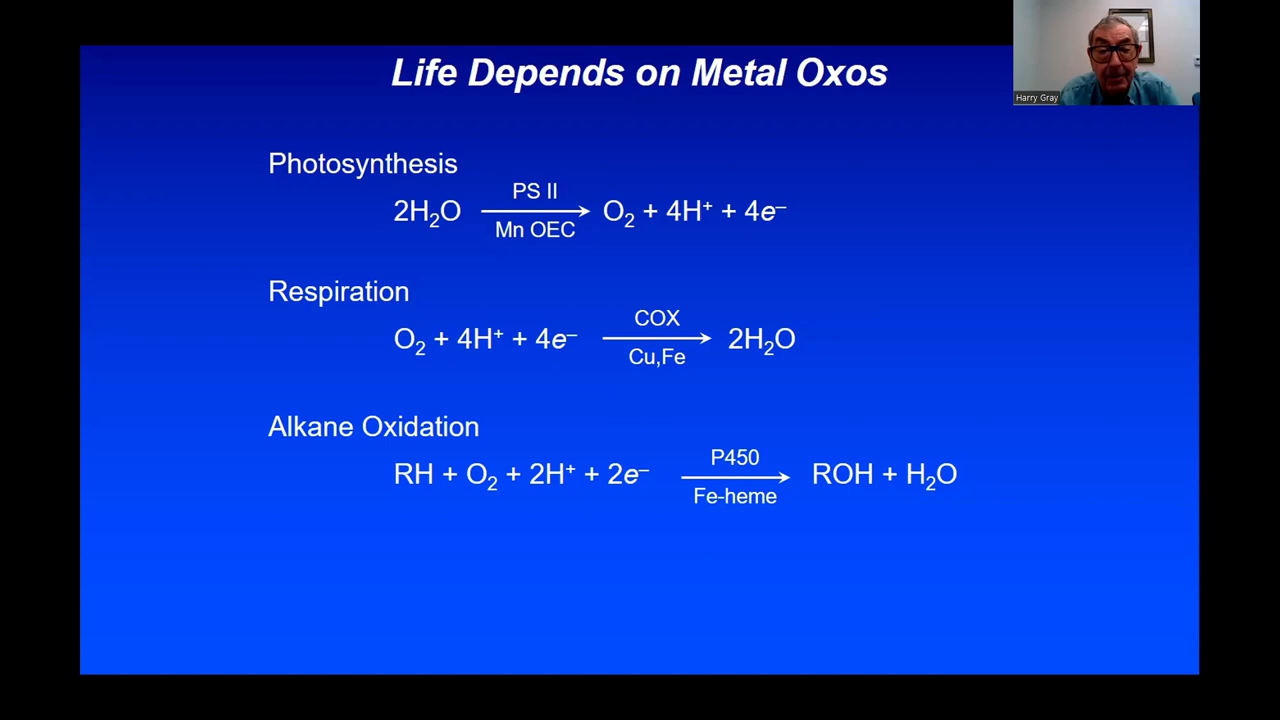 Life Depends on Metal Oxos
Harry Gray
Photosynthesis
PS II
2H₂O → O₂ + 4H⁺ + 4e⁻
Mn OEC
Respiration
COX
O₂ + 4H⁺ + 4e⁻ → 2H₂O
Cu,Fe
Alkane Oxidation
P450
RH + O₂ + 2H⁺ + 2e⁻ → ROH + H₂O
Fe-heme